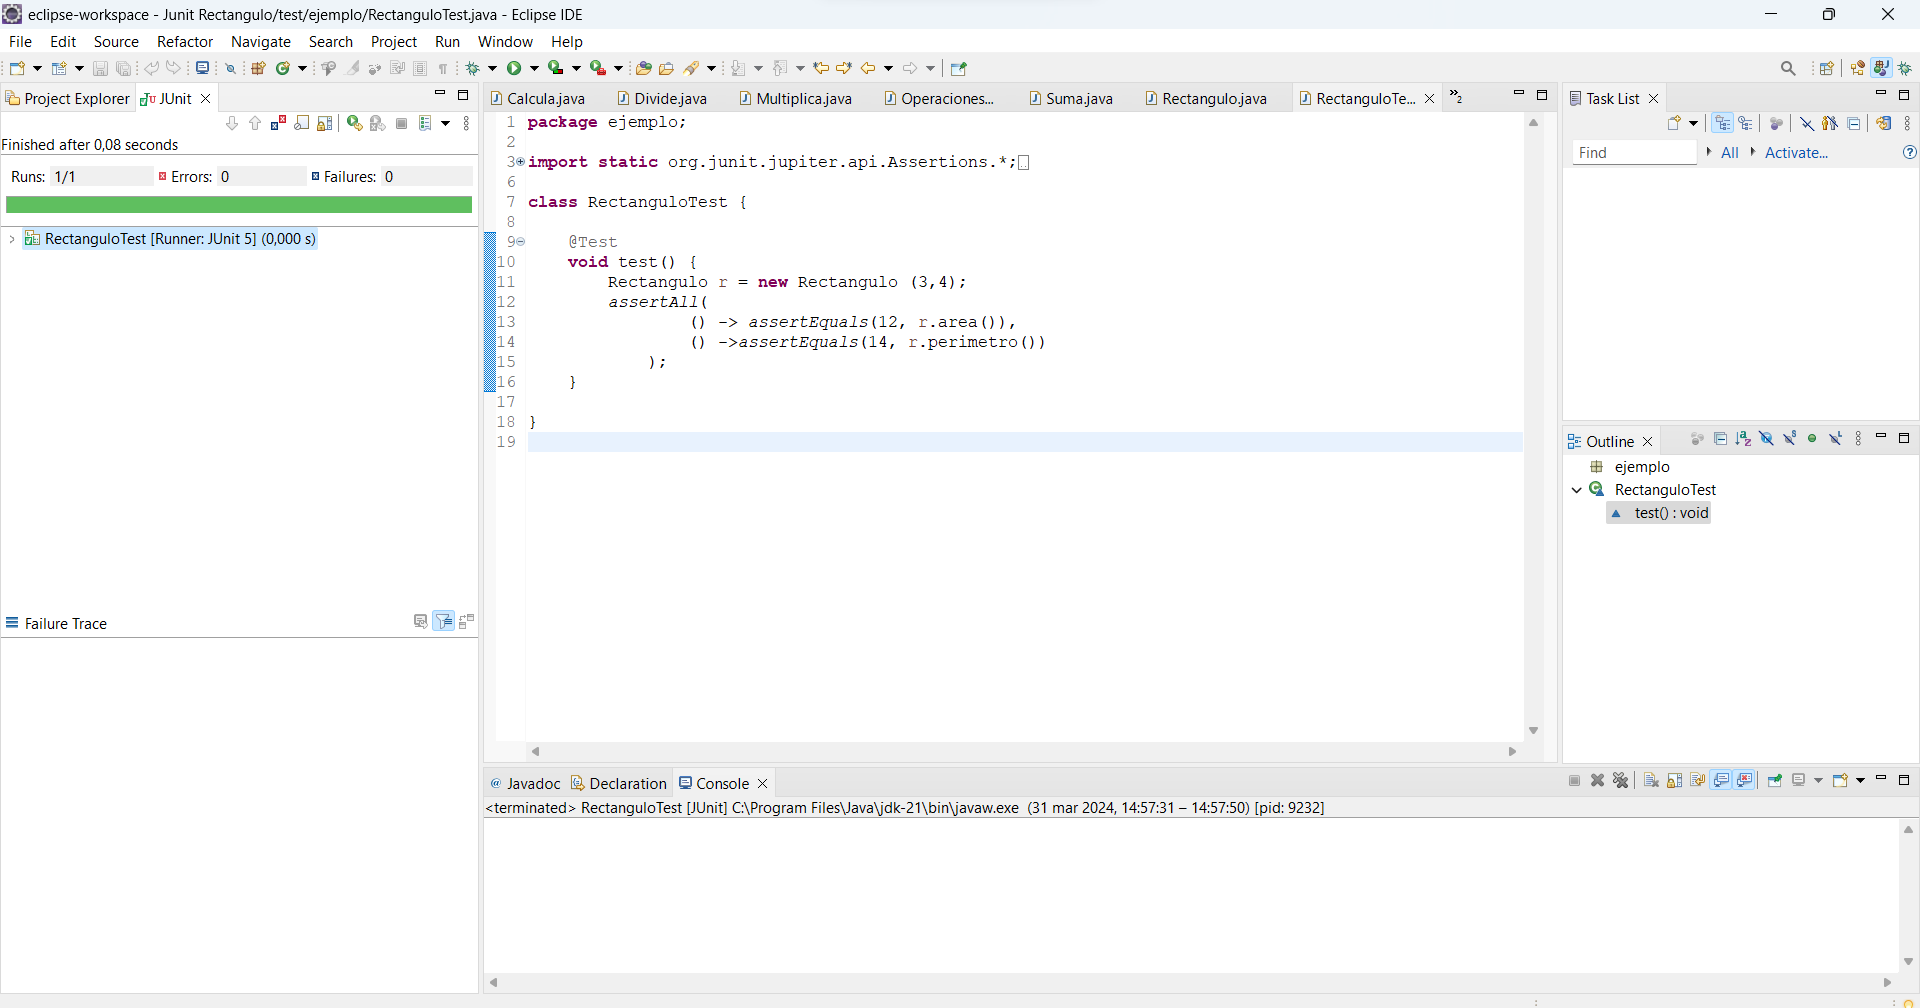 eclipse-workspace - Junit Rectangulo/test/ejemplo/RectanguloTest.java - Eclipse IDE
File Edit Source Refactor Navigate Search Project Run Window Help
Project Explorer JUnit
Finished after 0,08 seconds
Runs: 1/1 Errors: 0 Failures: 0
RectanguloTest [Runner: JUnit 5] (0,000 s)
Failure Trace
Calcula.java Divide.java Multiplica.java Operaciones... Suma.java Rectangulo.java RectanguloTe... »2
1 package ejemplo;
2
3 import static org.junit.jupiter.api.Assertions.*;
6
7 class RectanguloTest {
8
9 @Test
10 void test() {
11 Rectangulo r = new Rectangulo (3,4);
12 assertAll(
13 () -> assertEquals(12, r.area()),
14 () ->assertEquals(14, r.perimetro())
15 );
16 }
17
18 }
19
Task List
Find All Activate...
Outline
ejemplo
RectanguloTest
test() : void
Javadoc Declaration Console
<terminated> RectanguloTest [JUnit] C:\Program Files\Java\jdk-21\bin\javaw.exe (31 mar 2024, 14:57:31 – 14:57:50) [pid: 9232]